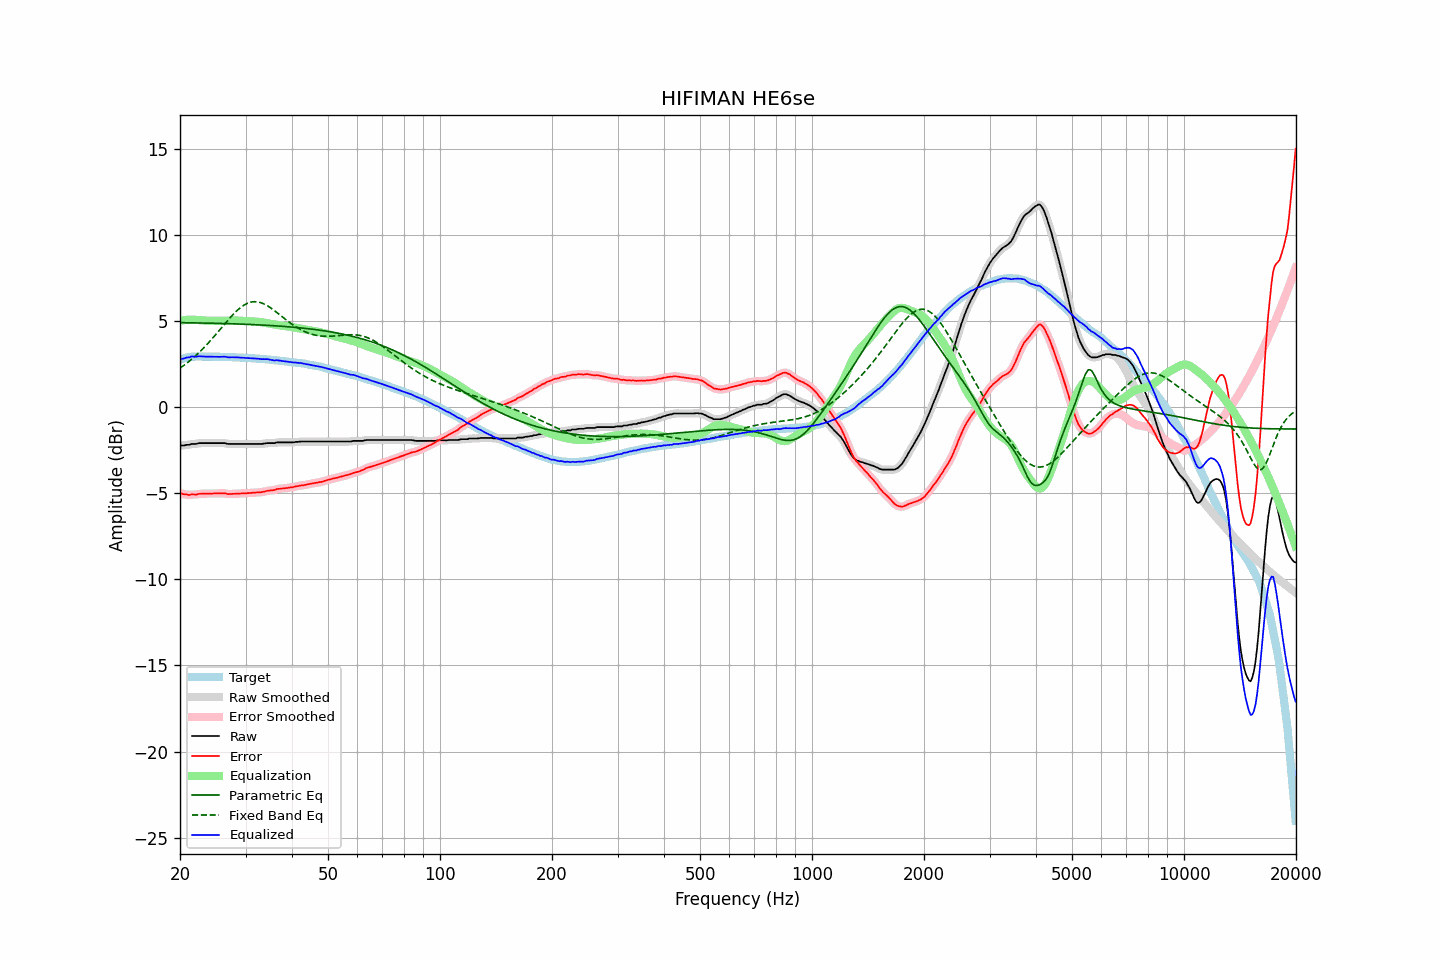 HIFIMAN HE6se
Amplitude (dBr)
15
10
5
0
−5
−10
−15
−20
−25
Target
Raw Smoothed
Error Smoothed
Raw
Error
Equalization
Parametric Eq
Fixed Band Eq
Equalized
20
50
100
200
500
1000
2000
5000
10000
20000
Frequency (Hz)